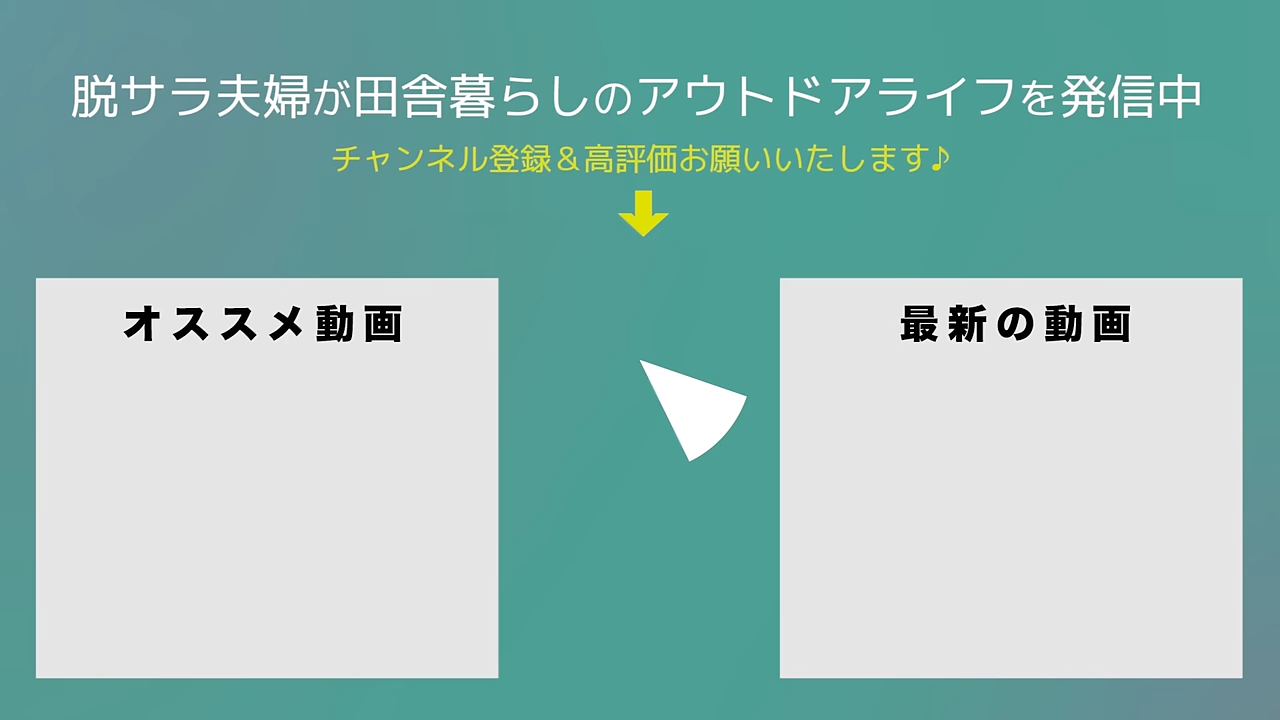 脱サラ夫婦が田舎暮らしのアウトドアライフを発信中
チャンネル登録＆高評価お願いいたします♪
オススメ動画
最新の動画